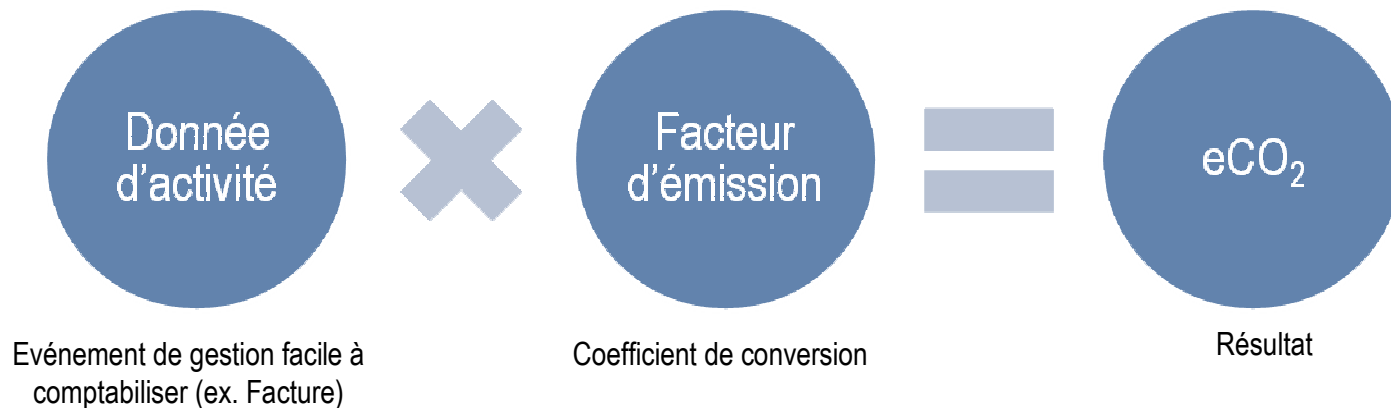 Donnée
d'activité
Facteur
d'émission
eCO₂
Evénement de gestion facile à
comptabiliser (ex. Facture)
Coefficient de conversion
Résultat